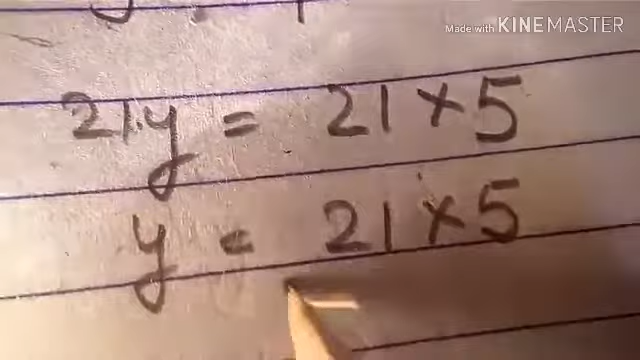 Made with KINEMASTER
21y = 21 × 5
y = 21 × 5